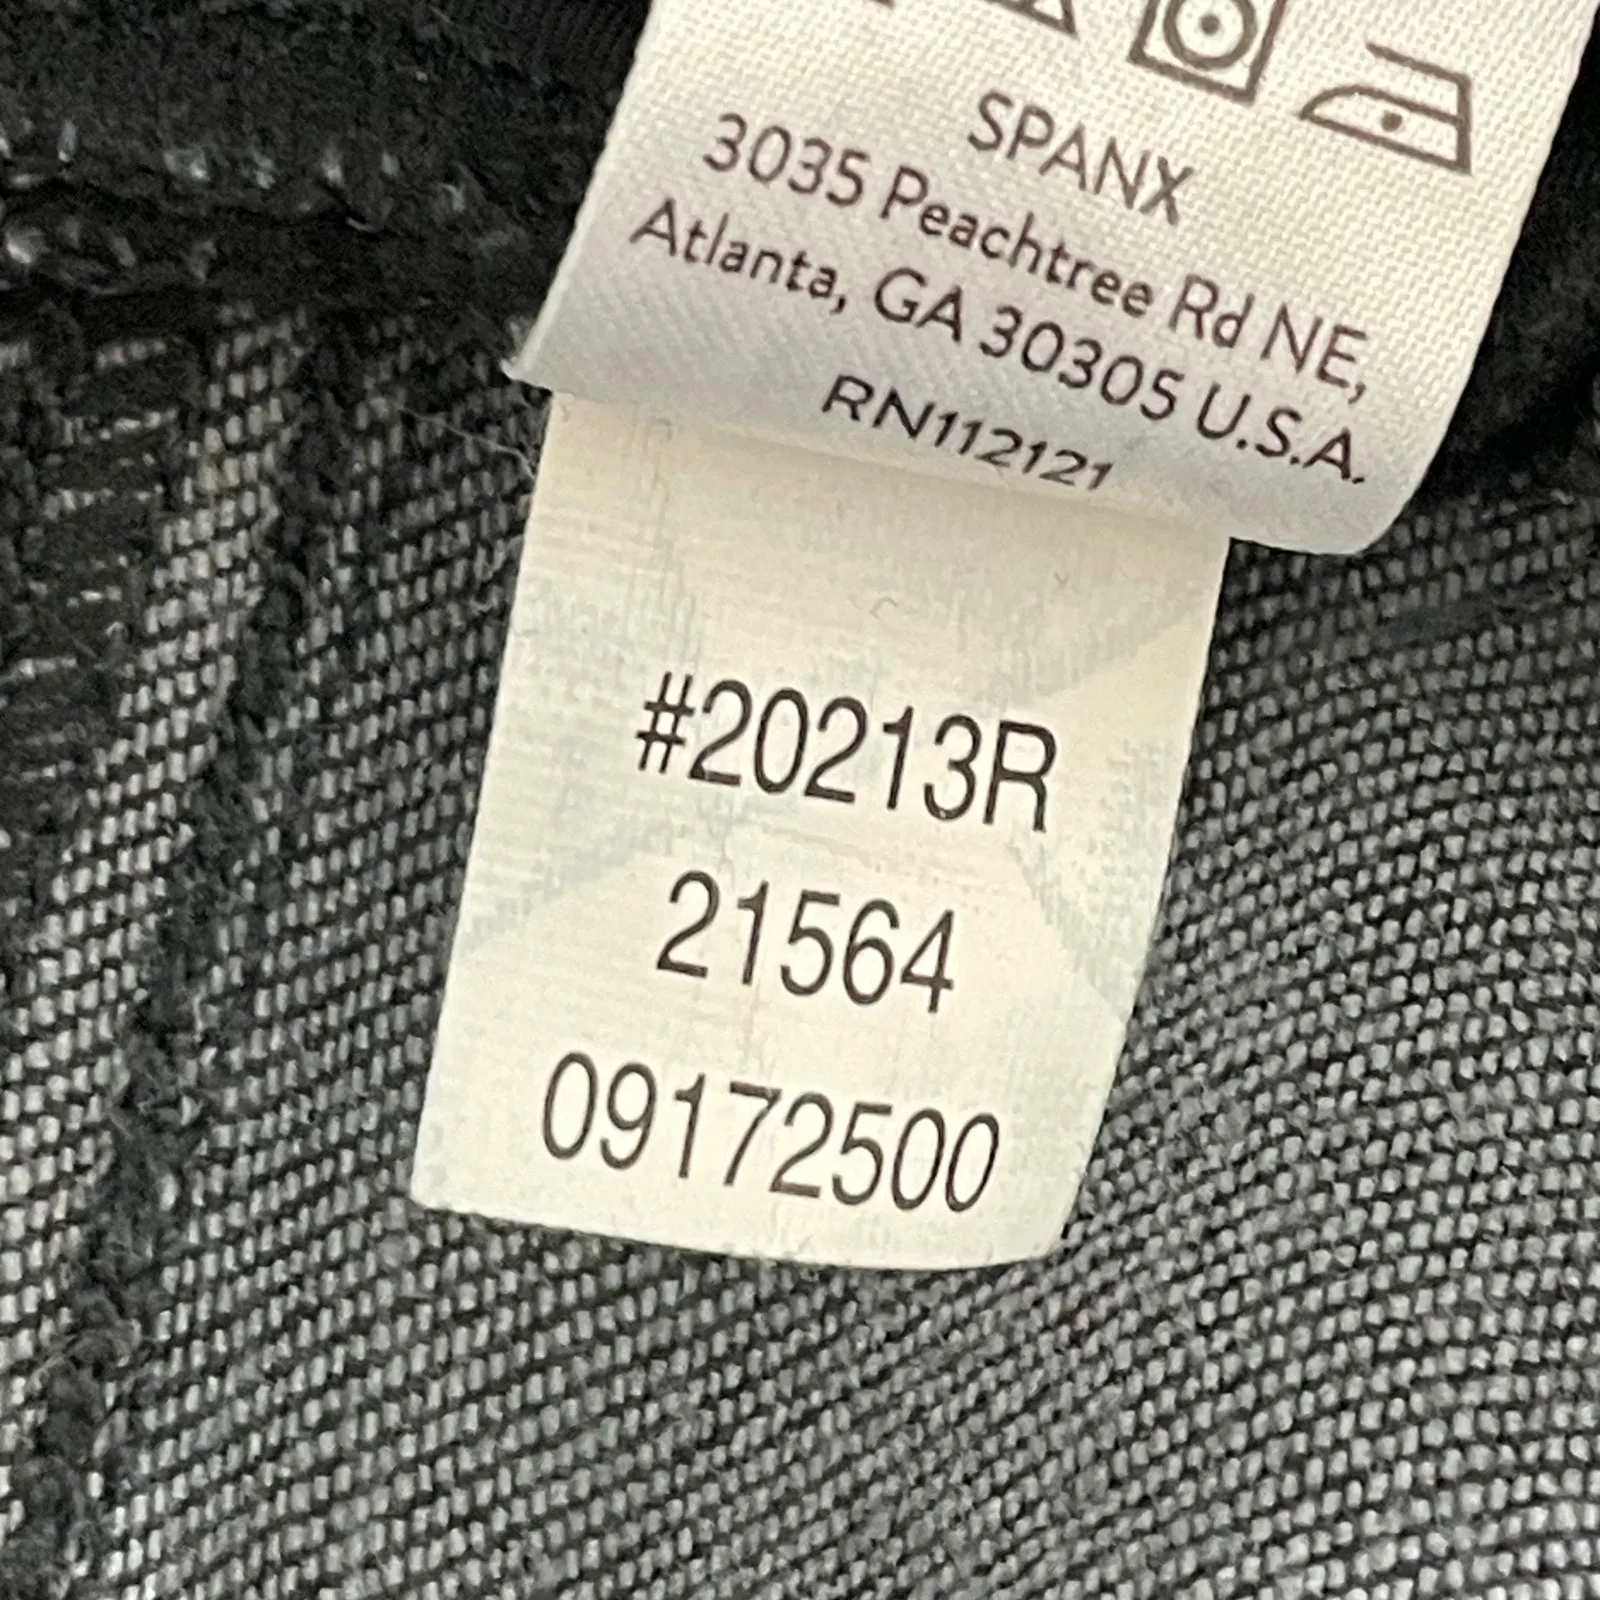 SPANX
3035 Peachtree Rd NE,
Atlanta, GA 30305 U.S.A.
RN112121
#20213R
21564
09172500